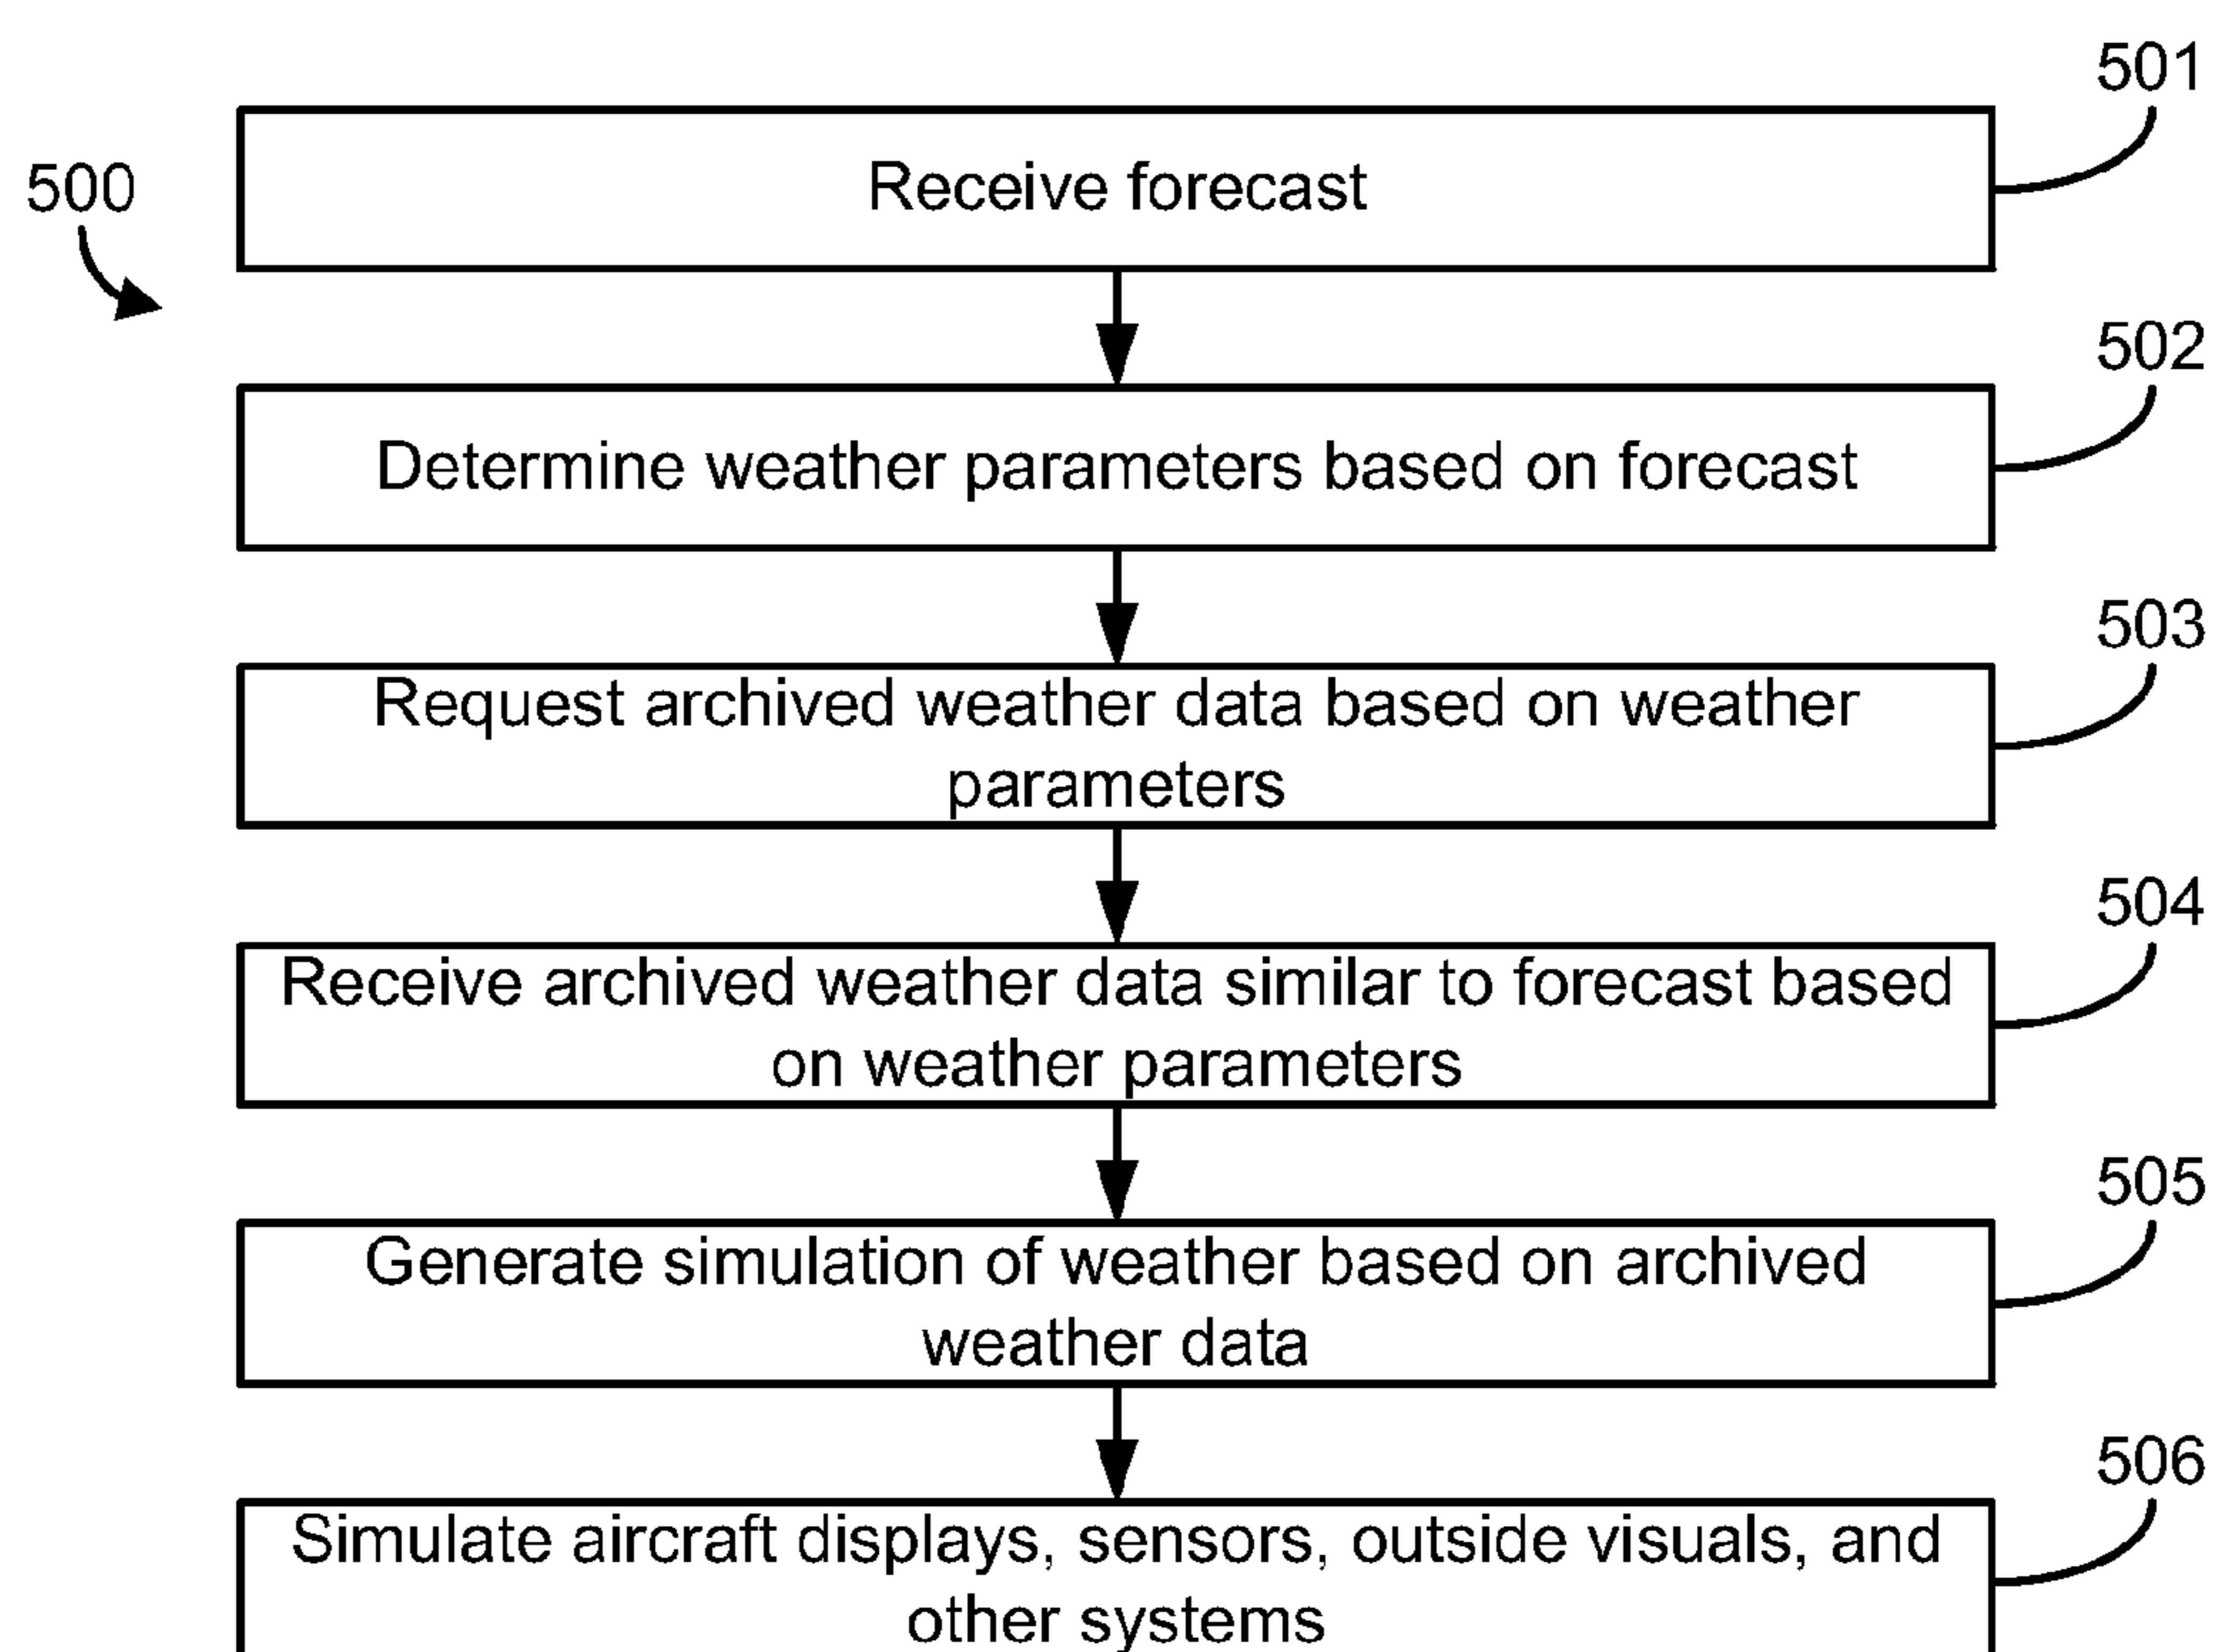 501
500
Receive forecast
502
Determine weather parameters based on forecast
503
Request archived weather data based on weather
parameters
504
Receive archived weather data similar to forecast based
on weather parameters
505
Generate simulation of weather based on archived
weather data
506
Simulate aircraft displays, sensors, outside visuals, and
other systems